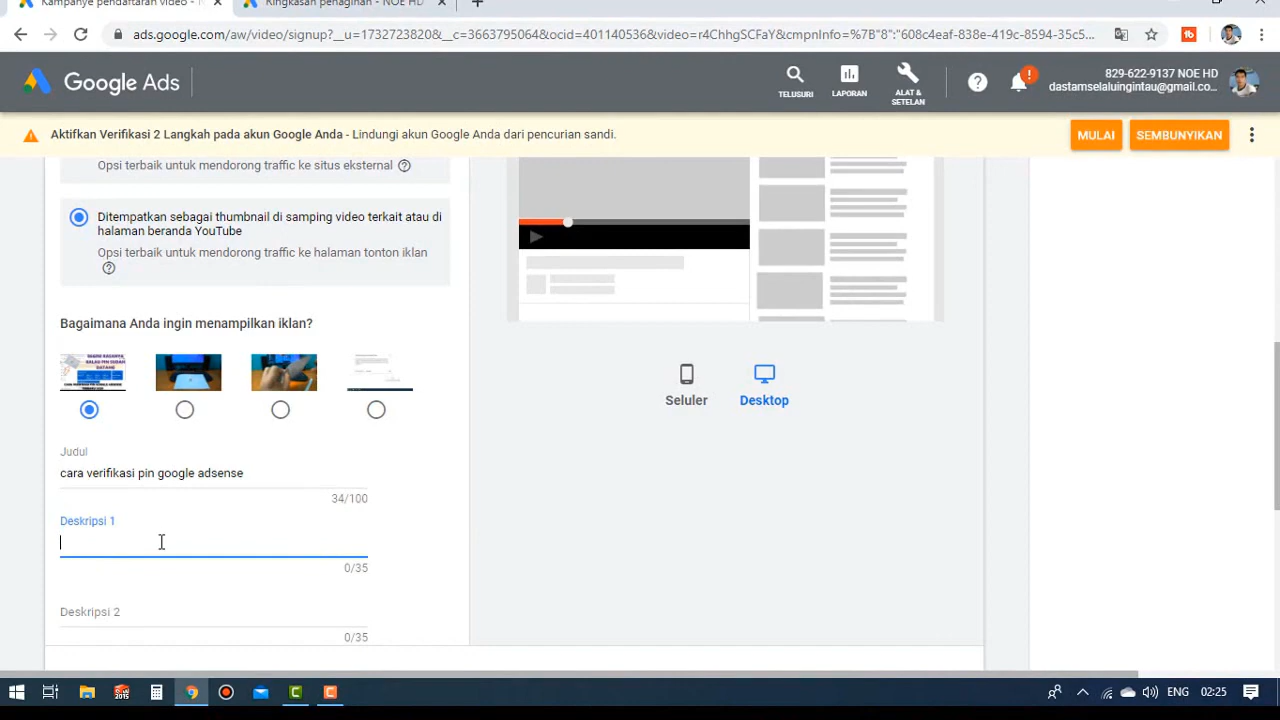 Kampanye pendaftaran video - N
Ringkasan penagihan - NOE HD
ads.google.com/aw/video/signup?__u=1732723820&__c=3663795064&ocid=401140536&video=r4ChhgSCFaY&cmpnInfo=%7B"8":"608c4eaf-838e-419c-8594-35c5...
Google Ads
TELUSURI
LAPORAN
ALAT &
SETELAN
829-622-9137 NOE HD
dastamselaluingintau@gmail.co...
Aktifkan Verifikasi 2 Langkah pada akun Google Anda - Lindungi akun Google Anda dari pencurian sandi.
MULAI
SEMBUNYIKAN
Opsi terbaik untuk mendorong traffic ke situs eksternal
Ditempatkan sebagai thumbnail di samping video terkait atau di
halaman beranda YouTube
Opsi terbaik untuk mendorong traffic ke halaman tonton iklan
Bagaimana Anda ingin menampilkan iklan?
Seluler
Desktop
Judul
cara verifikasi pin google adsense
34/100
Deskripsi 1
0/35
Deskripsi 2
0/35
ENG
02:25